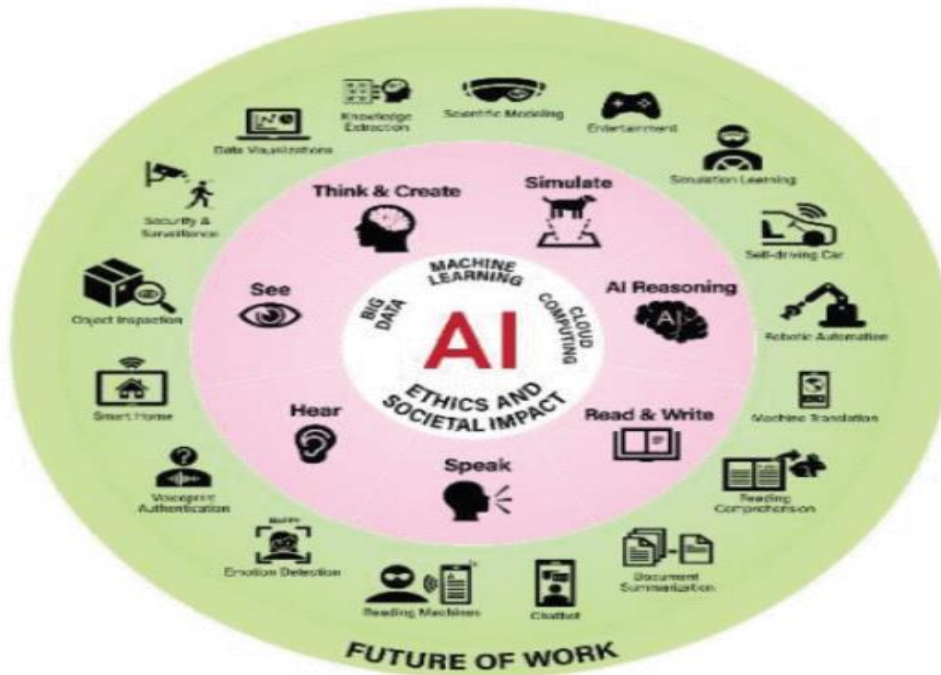 Knowledge
Extraction
Scientific Modeling
Entertainment
Data Visualizations
Simulation Learning
Security &
Surveillance
Self-driving Car
Object Inspection
Robotic Automation
Smart Home
Machine Translation
Voiceprint
Authentication
Reading
Comprehension
Emotion Detection
HAPPY
Document
Summarization
Reading Machines
Chatbot
FUTURE OF WORK
Think & Create
Simulate
See
AI Reasoning
AI
Hear
Read & Write
Speak
BIG
DATA
MACHINE
LEARNING
CLOUD
COMPUTING
AI
ETHICS AND
SOCIETAL IMPACT